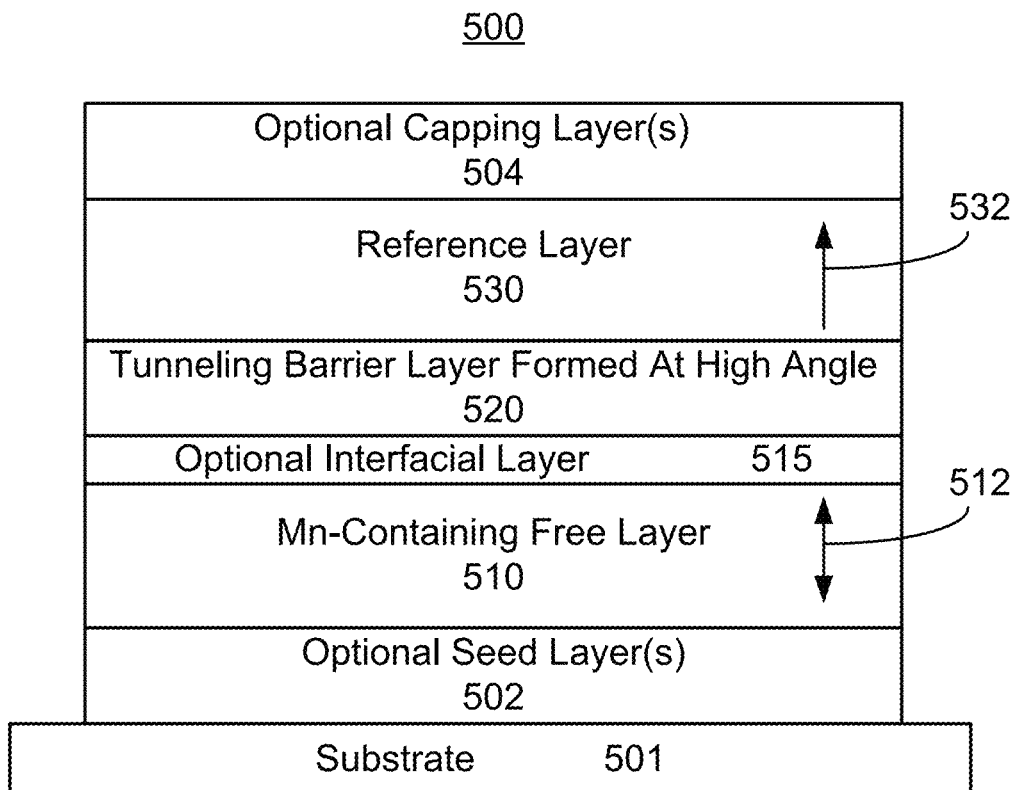 500
Optional Capping Layer(s)
504
532
Reference Layer
530
Tunneling Barrier Layer Formed At High Angle
520
Optional Interfacial Layer 515
512
Mn-Containing Free Layer
510
Optional Seed Layer(s)
502
Substrate 501